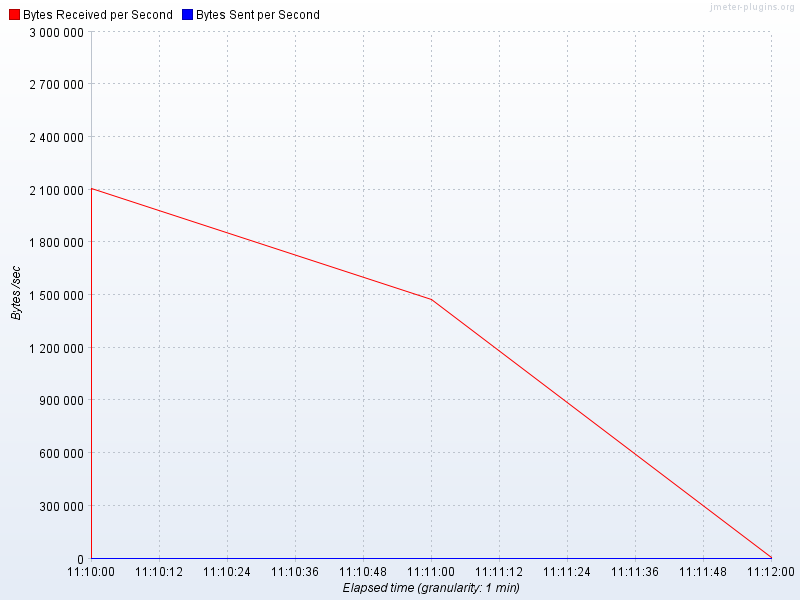 jmeter-plugins.org
Bytes Received per Second Bytes Sent per Second
3 000 000
2 700 000
2 400 000
2 100 000
1 800 000
1 500 000
1 200 000
900 000
600 000
300 000
0
Bytes /sec
11:10:00 11:10:12 11:10:24 11:10:36 11:10:48 11:11:00 11:11:12 11:11:24 11:11:36 11:11:48 11:12:00
Elapsed time (granularity: 1 min)